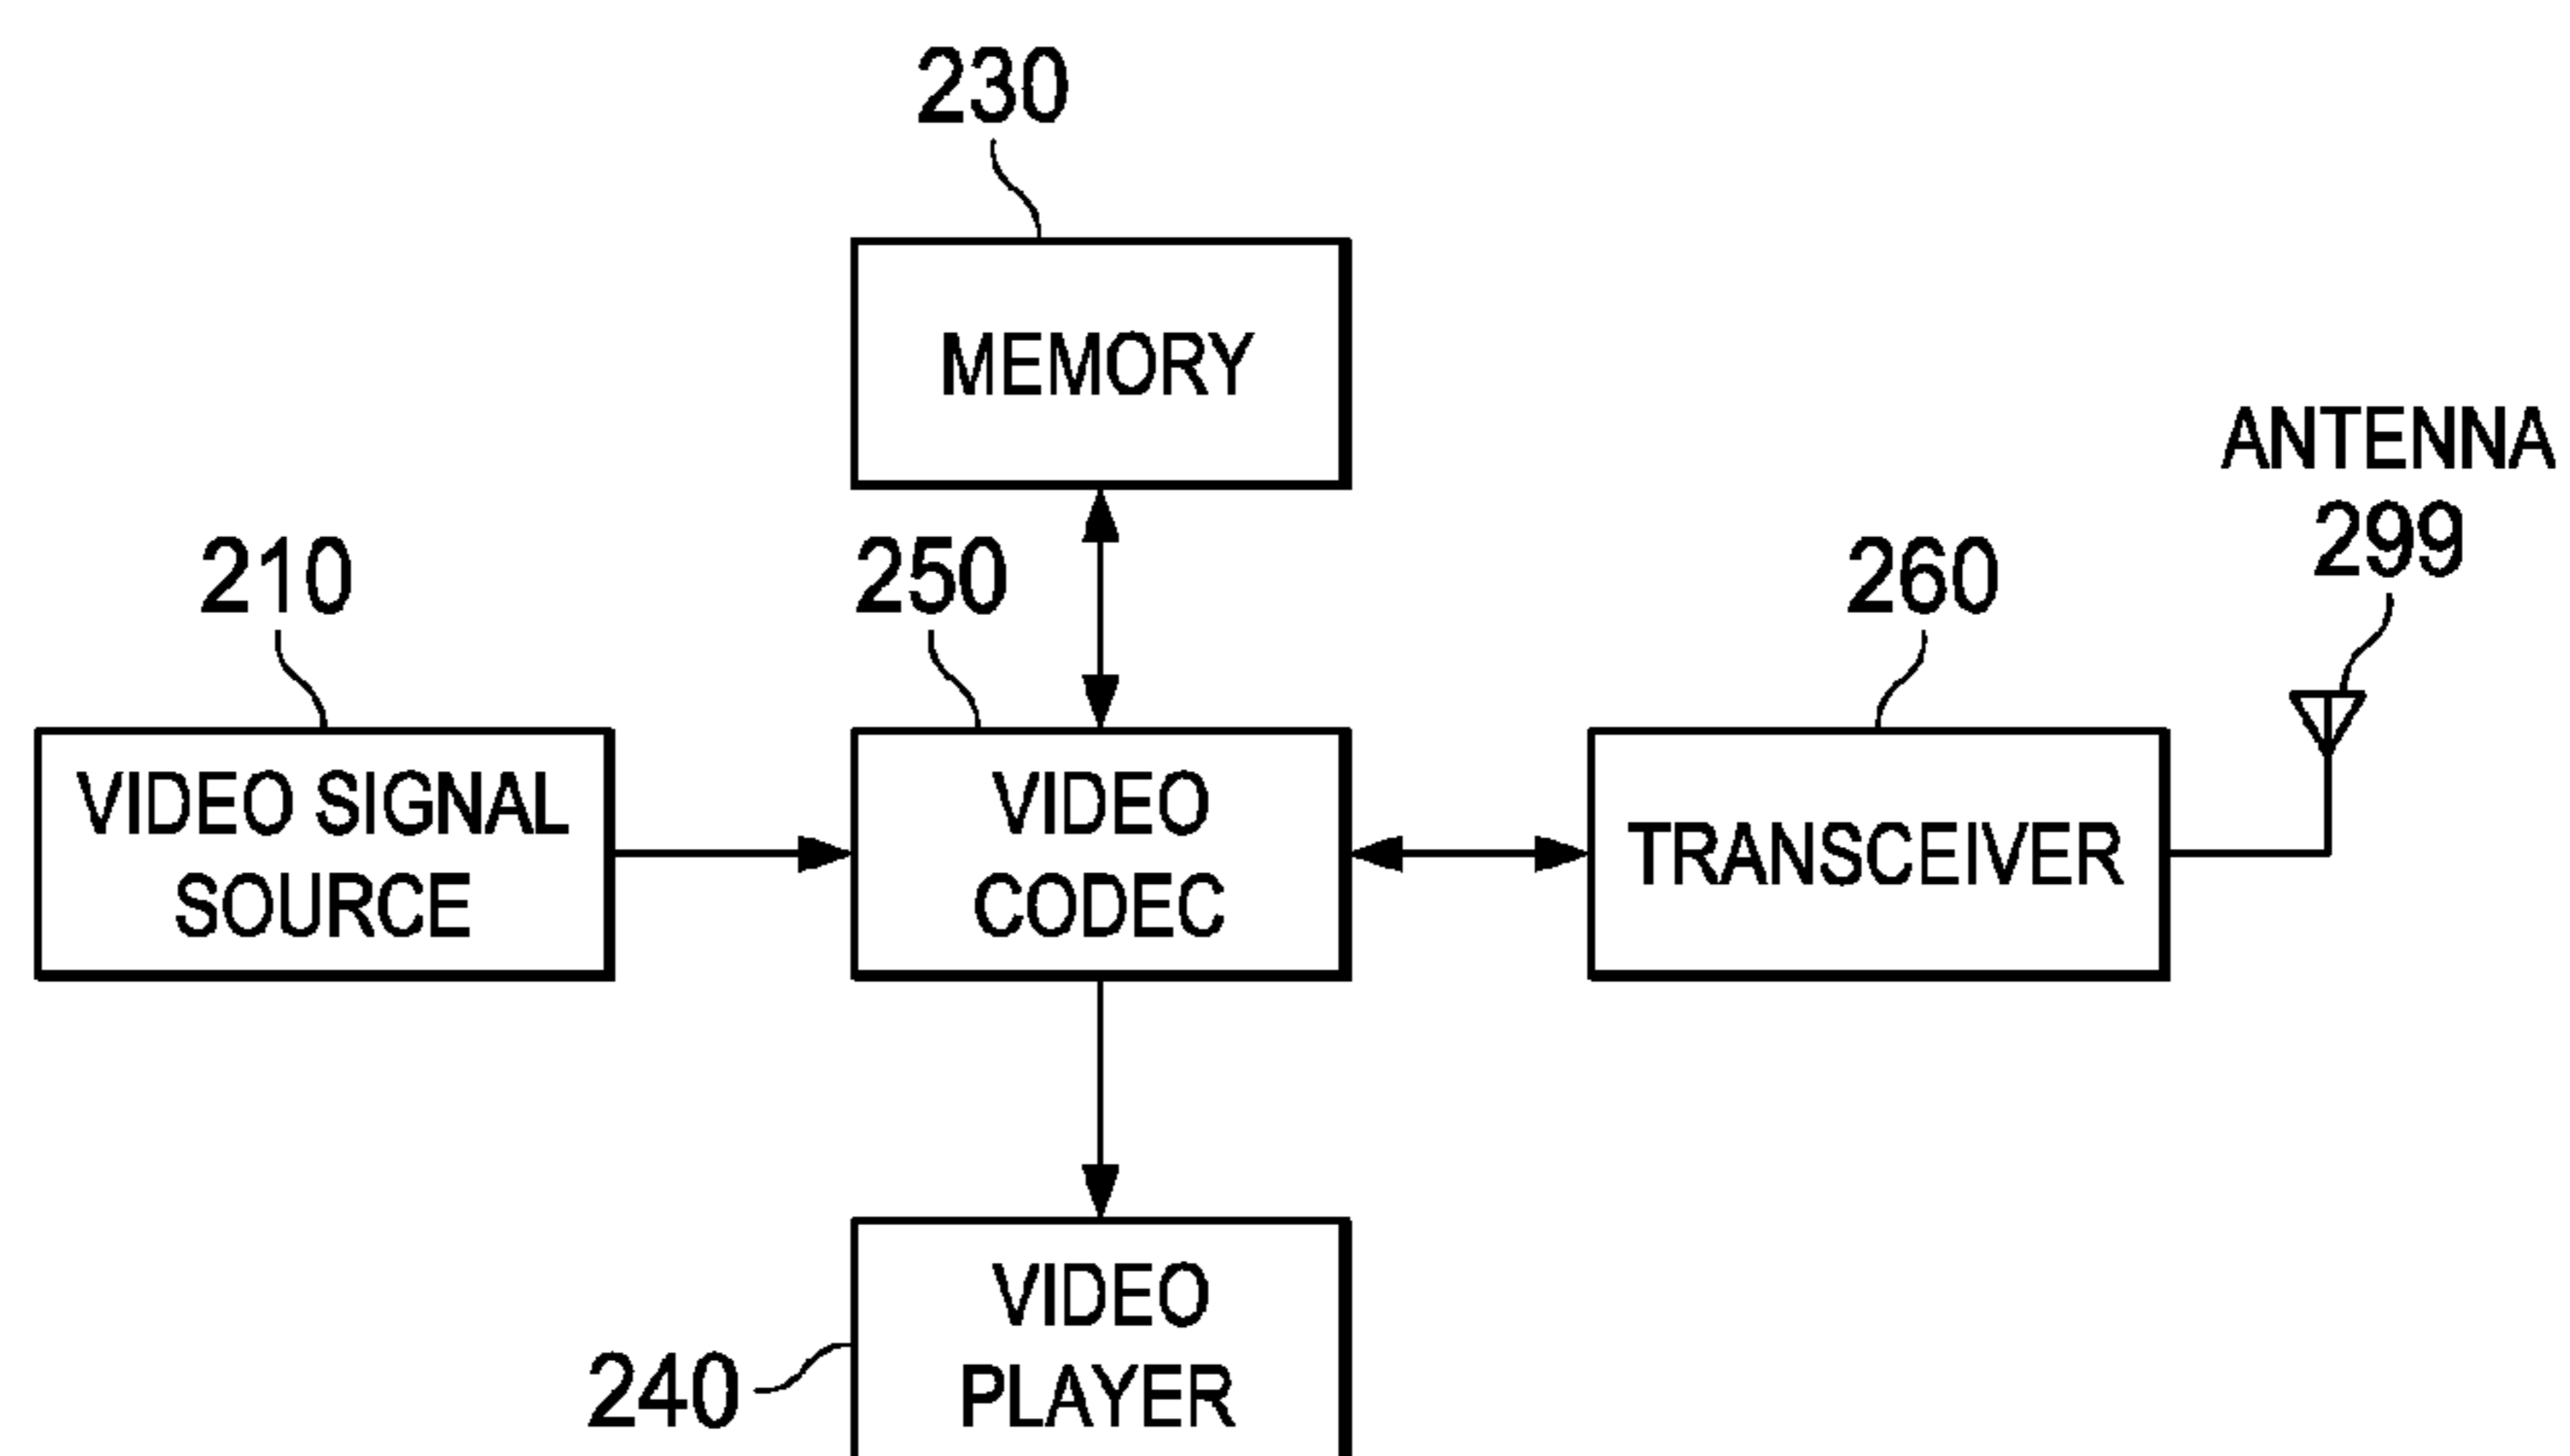 230
MEMORY
ANTENNA
299
210
250
260
VIDEO SIGNAL
SOURCE
VIDEO
CODEC
TRANSCEIVER
VIDEO
PLAYER
240